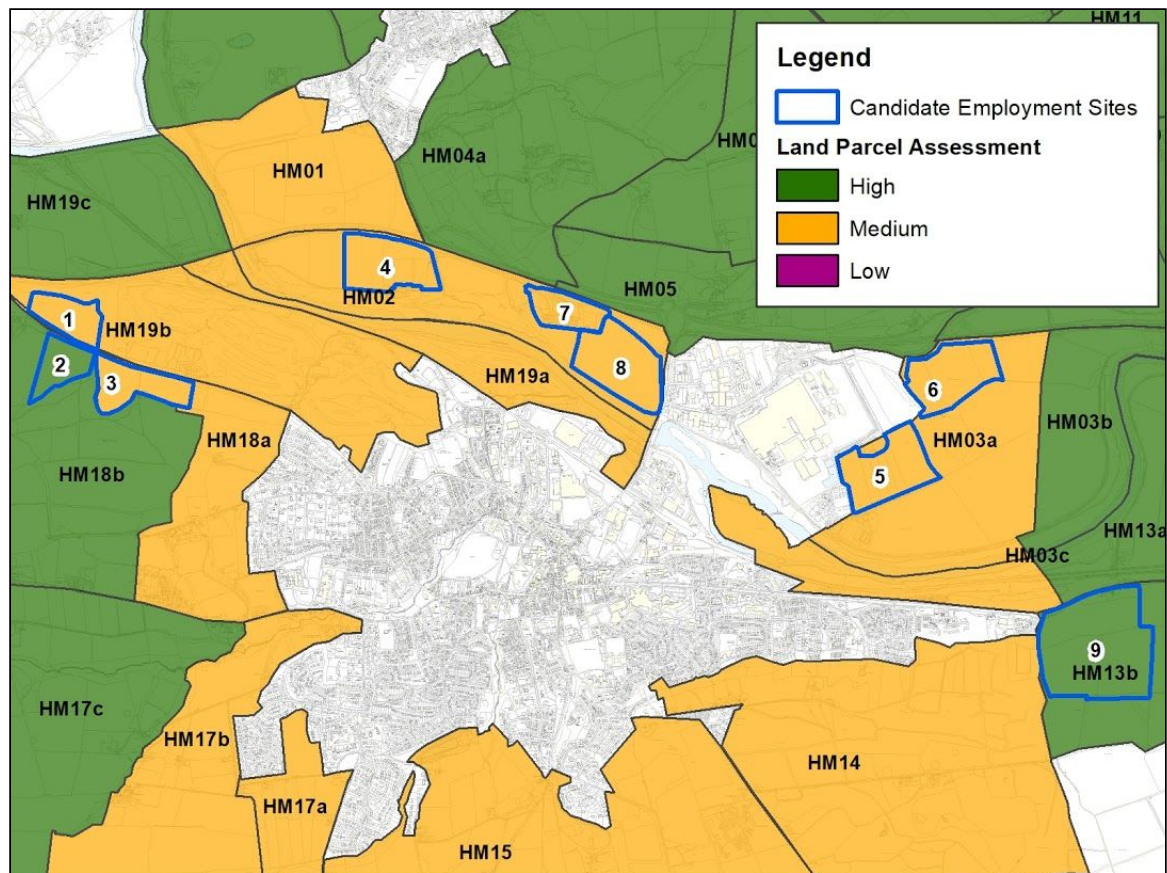 HM11
Legend
Candidate Employment Sites
Land Parcel Assessment
High
Medium
Low
HM04a
HM01
HM19c
4
HM02
HM05
7
1
HM19b
2
3
8
HM19a
6
HM03a
HM03b
HM18a
HM18b
5
HM13a
HM03c
9
HM13b
HM17c
HM17b
HM14
HM17a
HM15